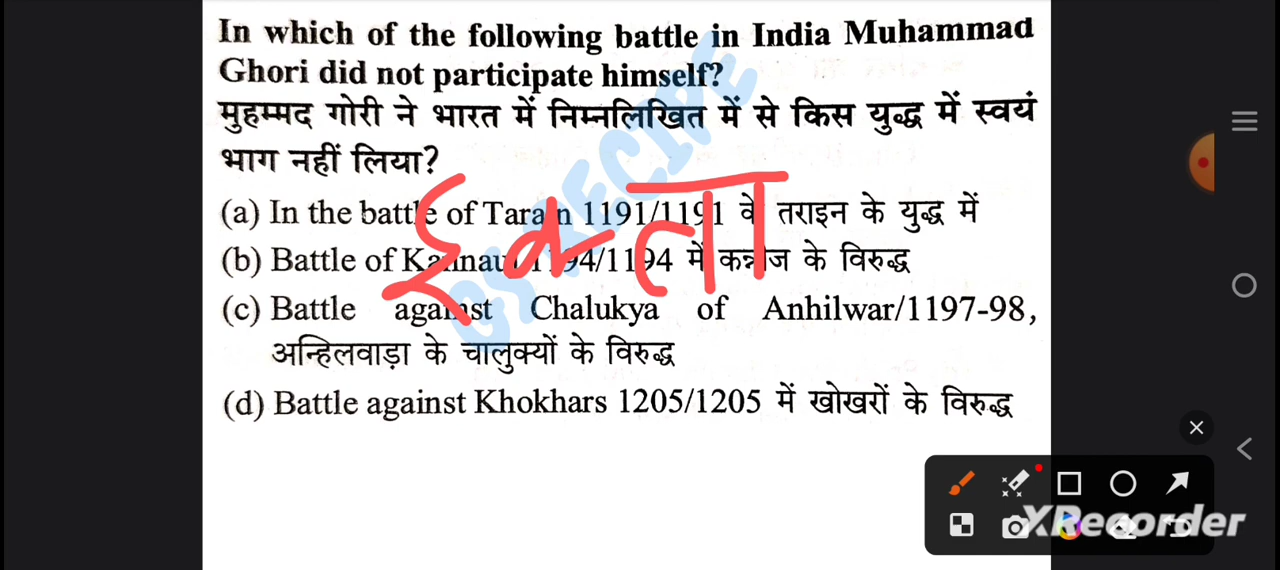 In which of the following battle in India Muhammad
Ghori did not participate himself?
मुहम्मद गोरी ने भारत में निम्नलिखित में से किस युद्ध में स्वयं
भाग नहीं लिया?
(a) In the battle of Tarain 1191/1191 के तराइन के युद्ध में
(b) Battle of Kannauj 1194/1194 में कन्नौज के विरुद्ध
(c) Battle against Chalukya of Anhilwar/1197-98,
अन्हिलवाड़ा के चालुक्यों के विरुद्ध
(d) Battle against Khokhars 1205/1205 में खोखरों के विरुद्ध
RECIPE
XRecorder